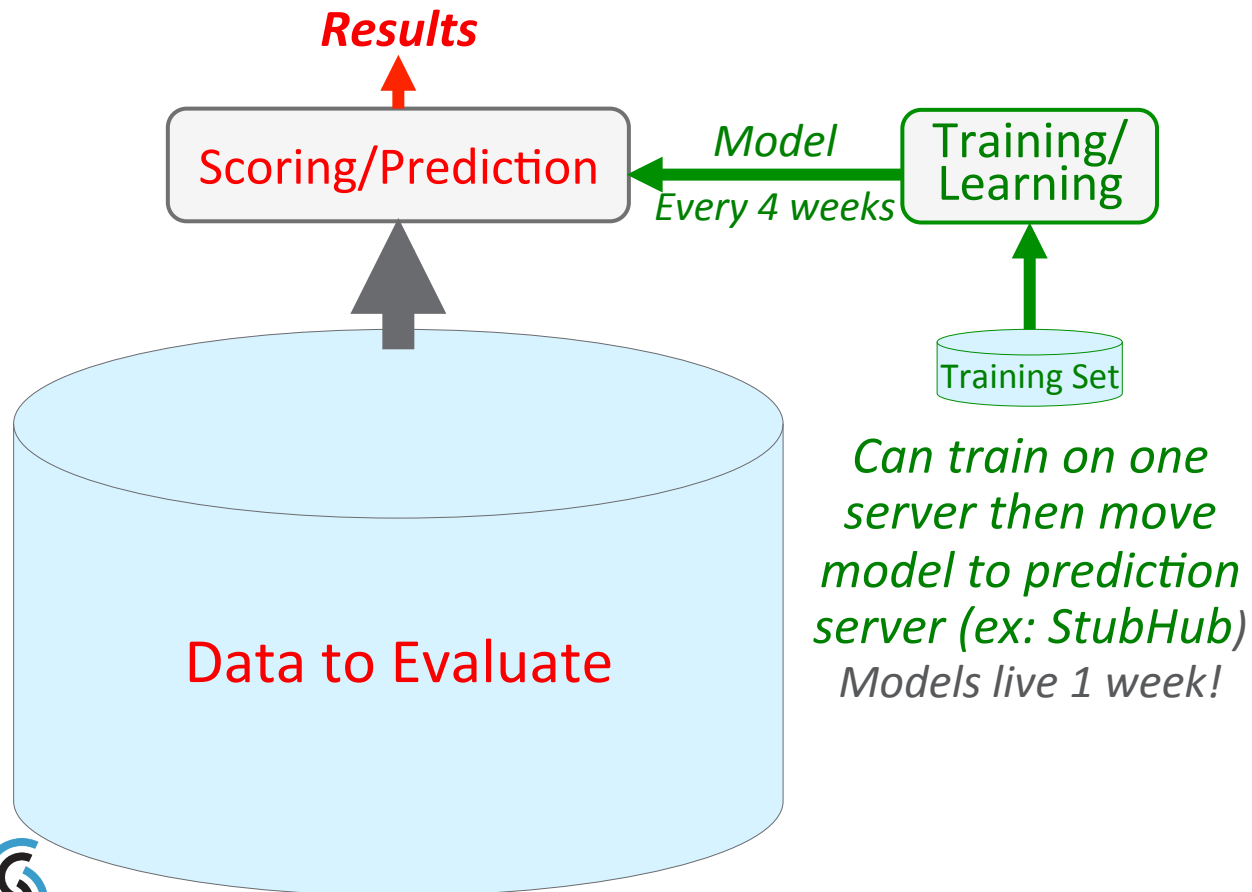 Results
Scoring/Prediction
Model
Every 4 weeks
Training/
Learning
Training Set
Can train on one
server then move
model to prediction
server (ex: StubHub)
Models live 1 week!
Data to Evaluate